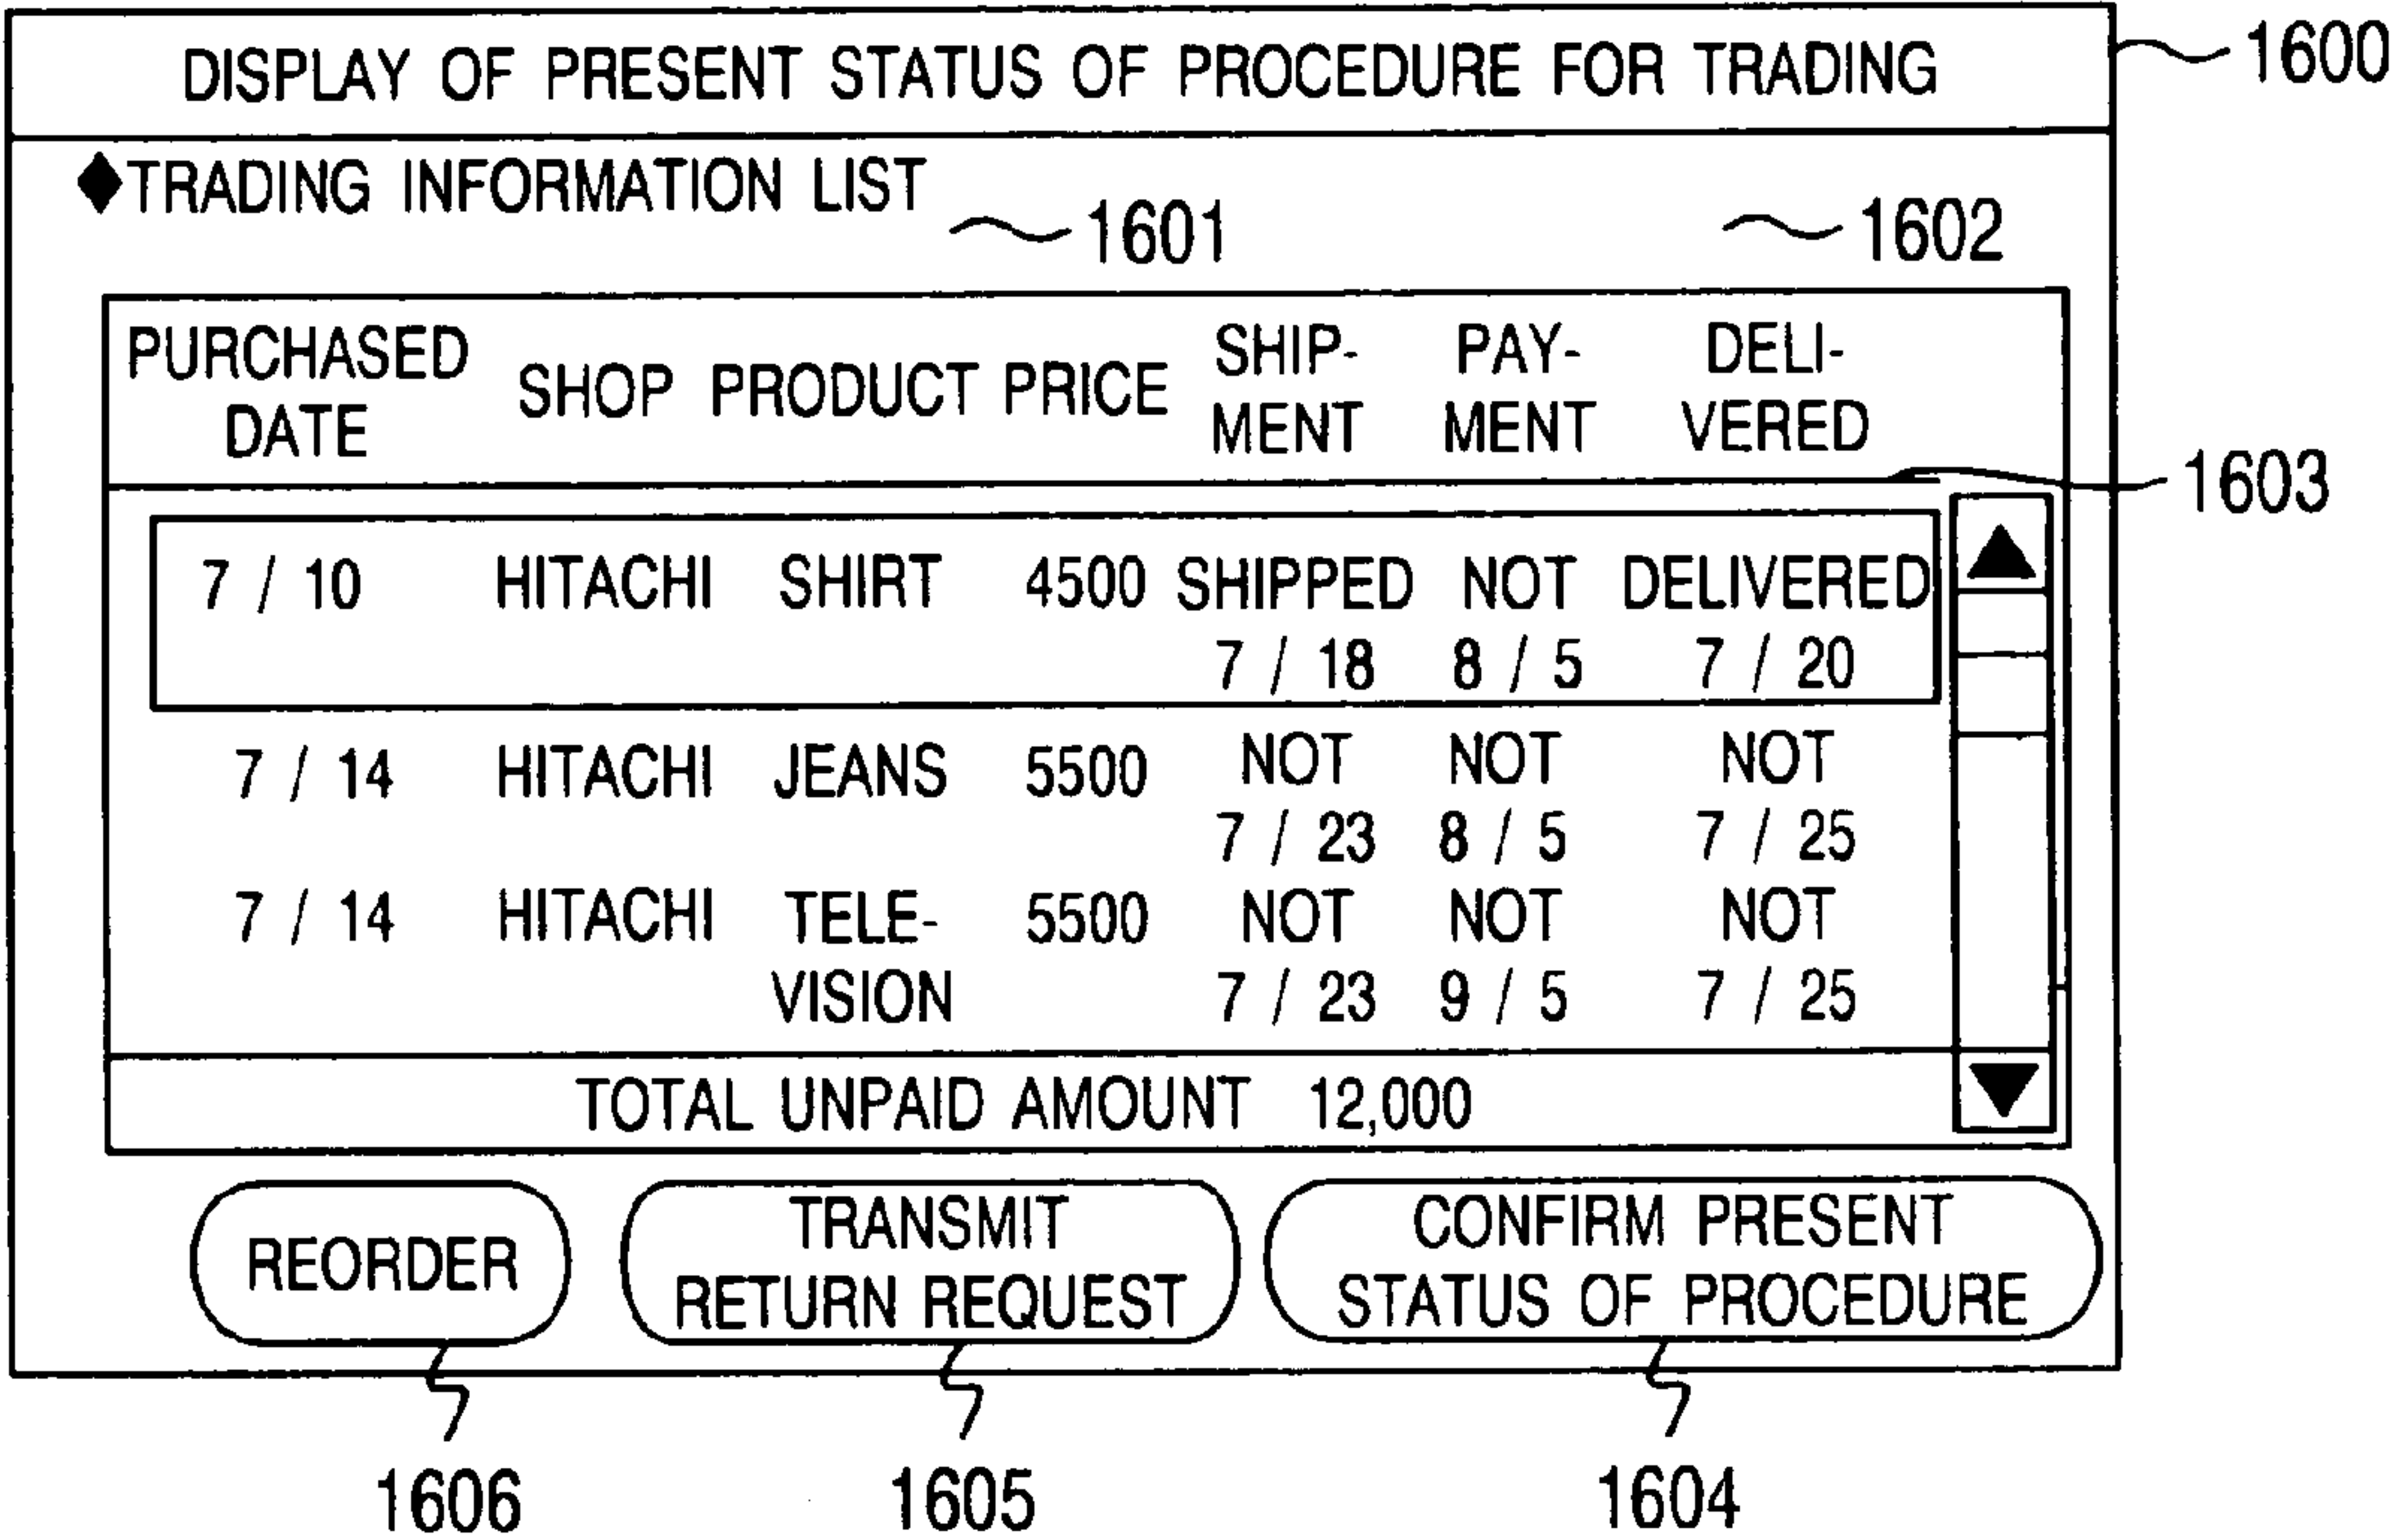 DISPLAY OF PRESENT STATUS OF PROCEDURE FOR TRADING
1600
◆TRADING INFORMATION LIST
1601
1602
PURCHASED DATE SHOP PRODUCT PRICE SHIP-MENT PAY-MENT DELI-VERED
1603
7 / 10 HITACHI SHIRT 4500 SHIPPED NOT DELIVERED
7 / 18 8 / 5 7 / 20
7 / 14 HITACHI JEANS 5500 NOT NOT NOT
7 / 23 8 / 5 7 / 25
7 / 14 HITACHI TELE- 5500 NOT NOT NOT
VISION 7 / 23 9 / 5 7 / 25
TOTAL UNPAID AMOUNT 12,000
REORDER
TRANSMIT
RETURN REQUEST
CONFIRM PRESENT
STATUS OF PROCEDURE
1606
1605
1604